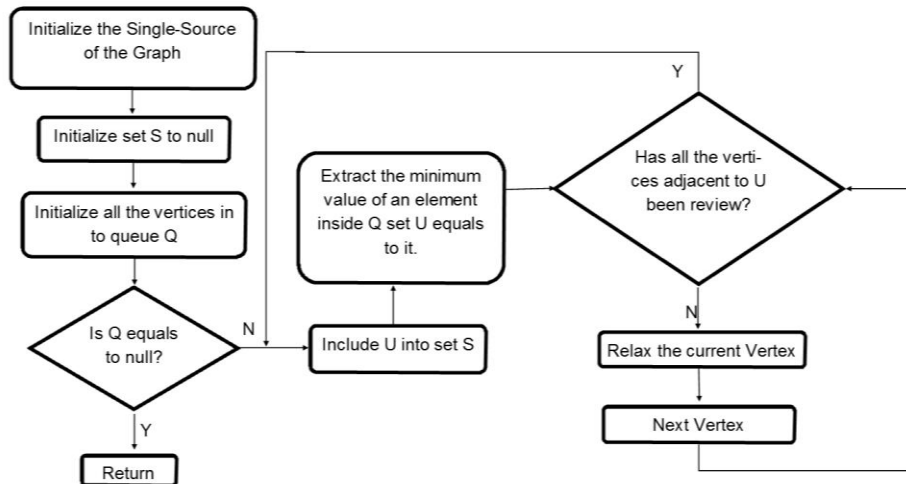 Initialize the Single-Source
of the Graph
Initialize set S to null
Initialize all the vertices in
to queue Q
Is Q equals
to null?
N
Y
Return
Include U into set S
Extract the minimum
value of an element
inside Q set U equals
to it.
Y
Has all the verti-
ces adjacent to U
been review?
N
Relax the current Vertex
Next Vertex